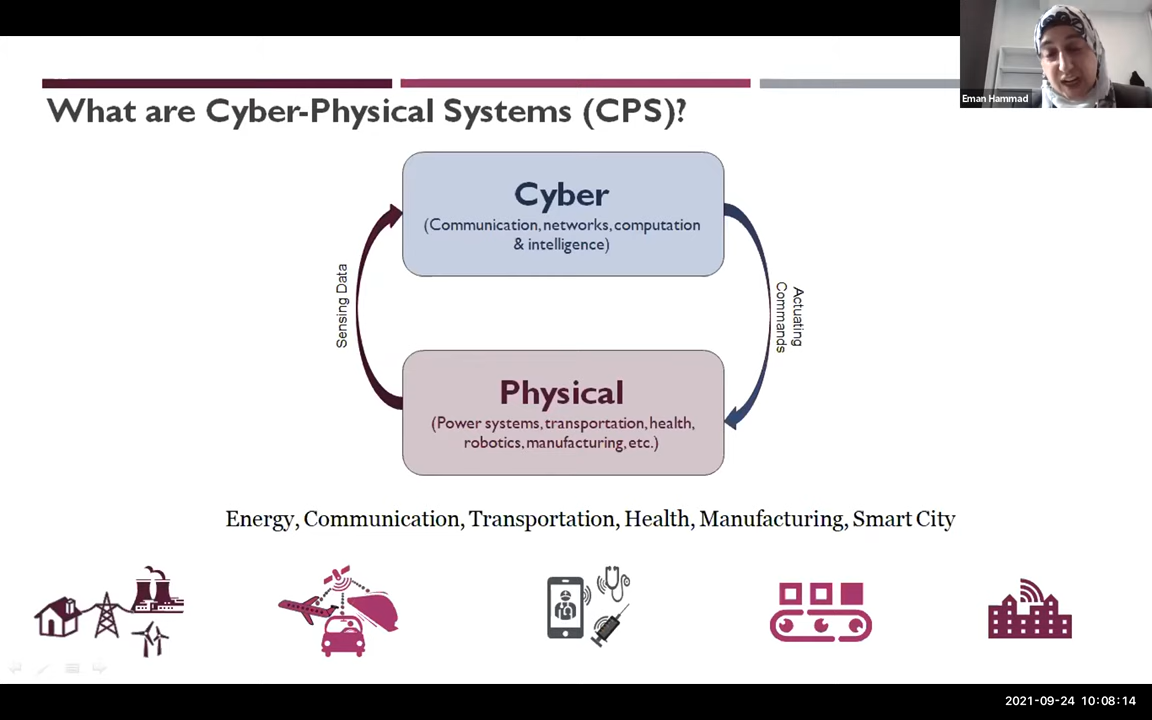 Eman Hammad
What are Cyber-Physical Systems (CPS)?
Cyber
(Communication, networks, computation
& intelligence)
Sensing Data
Actuating
Commands
Physical
(Power systems, transportation, health,
robotics, manufacturing, etc.)
Energy, Communication, Transportation, Health, Manufacturing, Smart City
2021-09-24 10:08:14